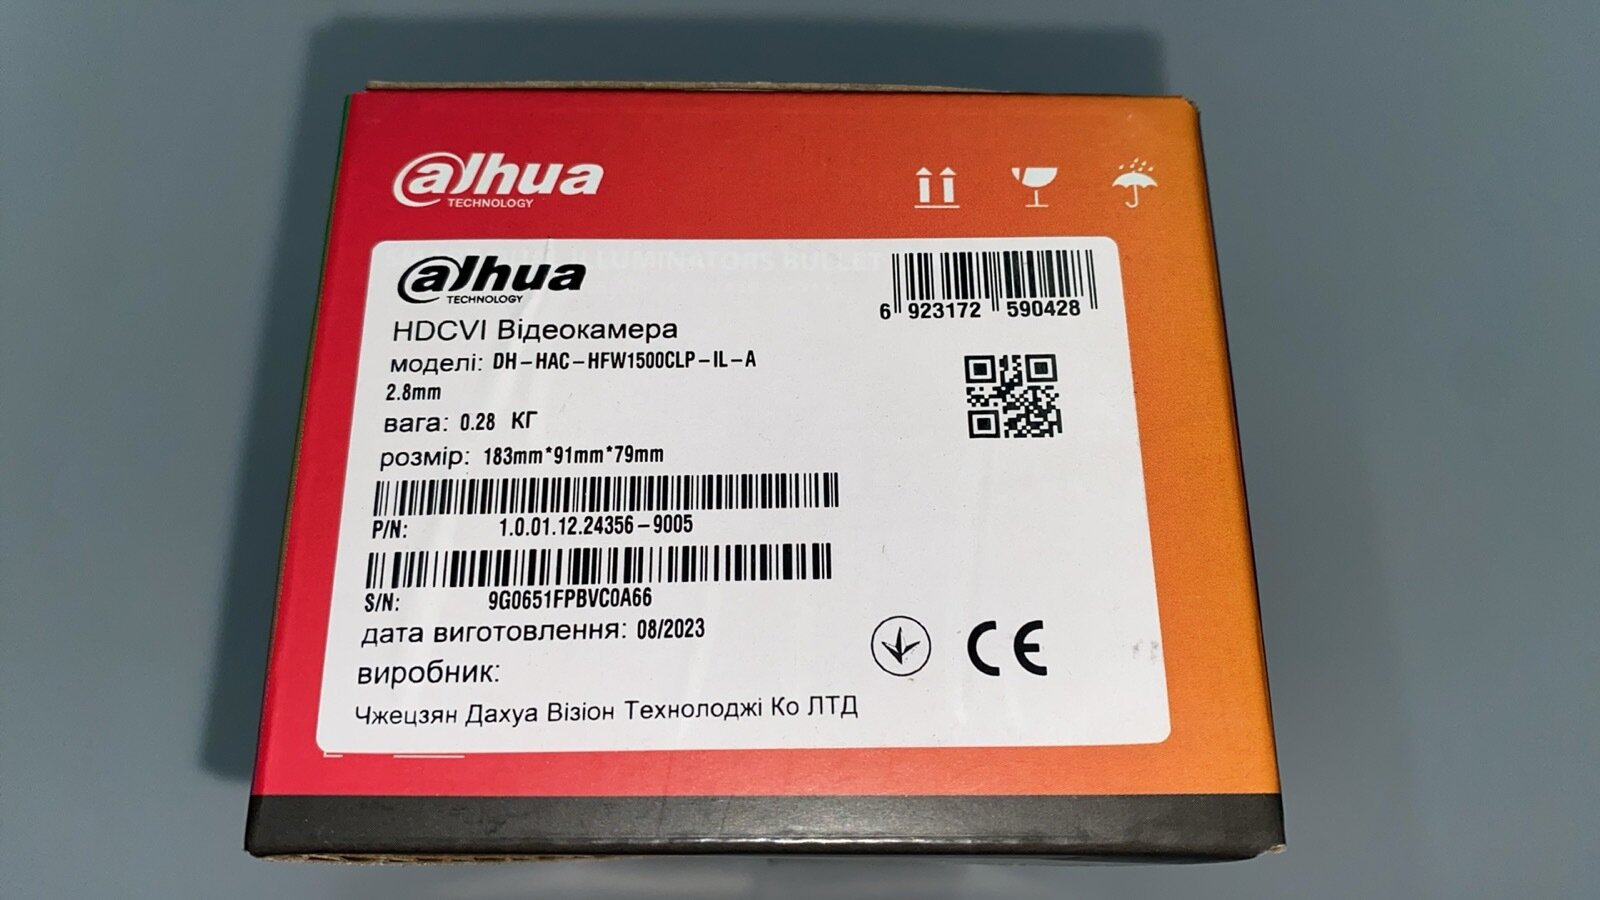 alhua
TECHNOLOGY
ILLUMINATORS BULLET
alhua
TECHNOLOGY
6 923172 590428
HDCVI Відеокамера
моделі: DH-HAC-HFW1500CLP-IL-A
2.8mm
вага: 0.28 КГ
розмір: 183mm*91mm*79mm
P/N: 1.0.01.12.24356-9005
S/N: 9G0651FPBVC0A66
дата виготовлення: 08/2023
виробник:
Чжецзян Дахуа Візіон Технолоджі Ко ЛТД
CE